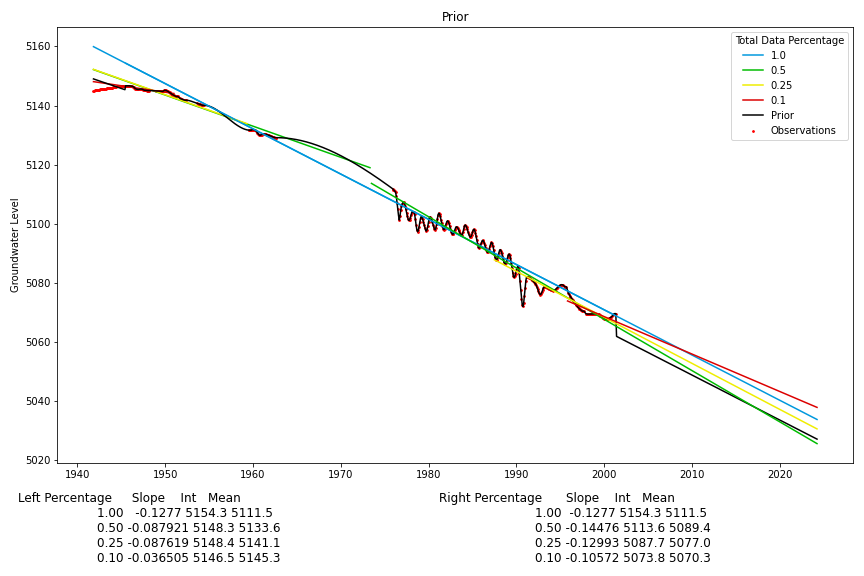 Prior
Total Data Percentage
1.0
0.5
0.25
0.1
Prior
Observations
Groundwater Level
5160
5140
5120
5100
5080
5060
5040
5020
1940 1950 1960 1970 1980 1990 2000 2010 2020
Left Percentage Slope Int Mean
1.00 -0.1277 5154.3 5111.5
0.50 -0.087921 5148.3 5133.6
0.25 -0.087619 5148.4 5141.1
0.10 -0.036505 5146.5 5145.3
Right Percentage Slope Int Mean
1.00 -0.1277 5154.3 5111.5
0.50 -0.14476 5113.6 5089.4
0.25 -0.12993 5087.7 5077.0
0.10 -0.10572 5073.8 5070.3